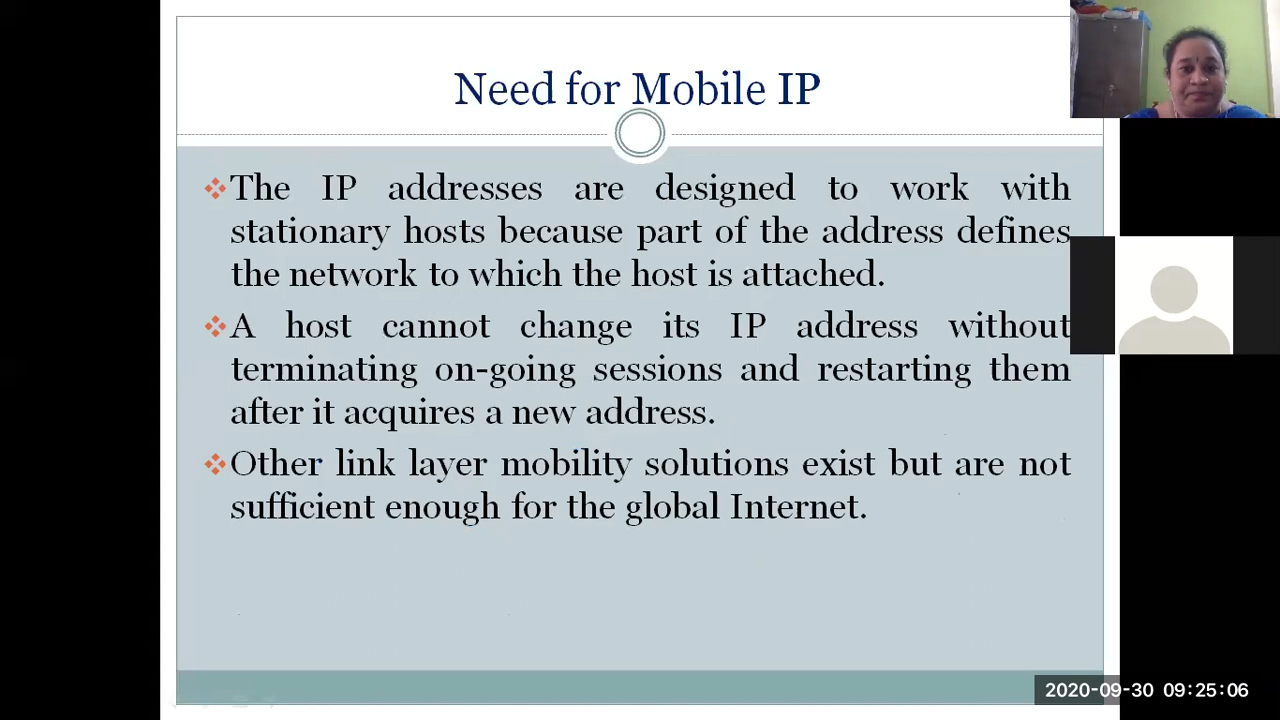 Need for Mobile IP
The IP addresses are designed to work with
stationary hosts because part of the address defines
the network to which the host is attached.
A host cannot change its IP address without
terminating on-going sessions and restarting them
after it acquires a new address.
Other link layer mobility solutions exist but are not
sufficient enough for the global Internet.
2020-09-30 09:25:06